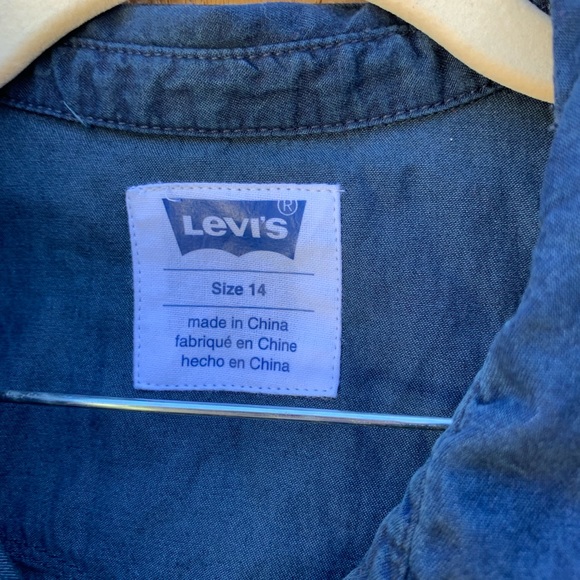 Levi's ®
Size 14
made in China
fabriqué en Chine
hecho en China